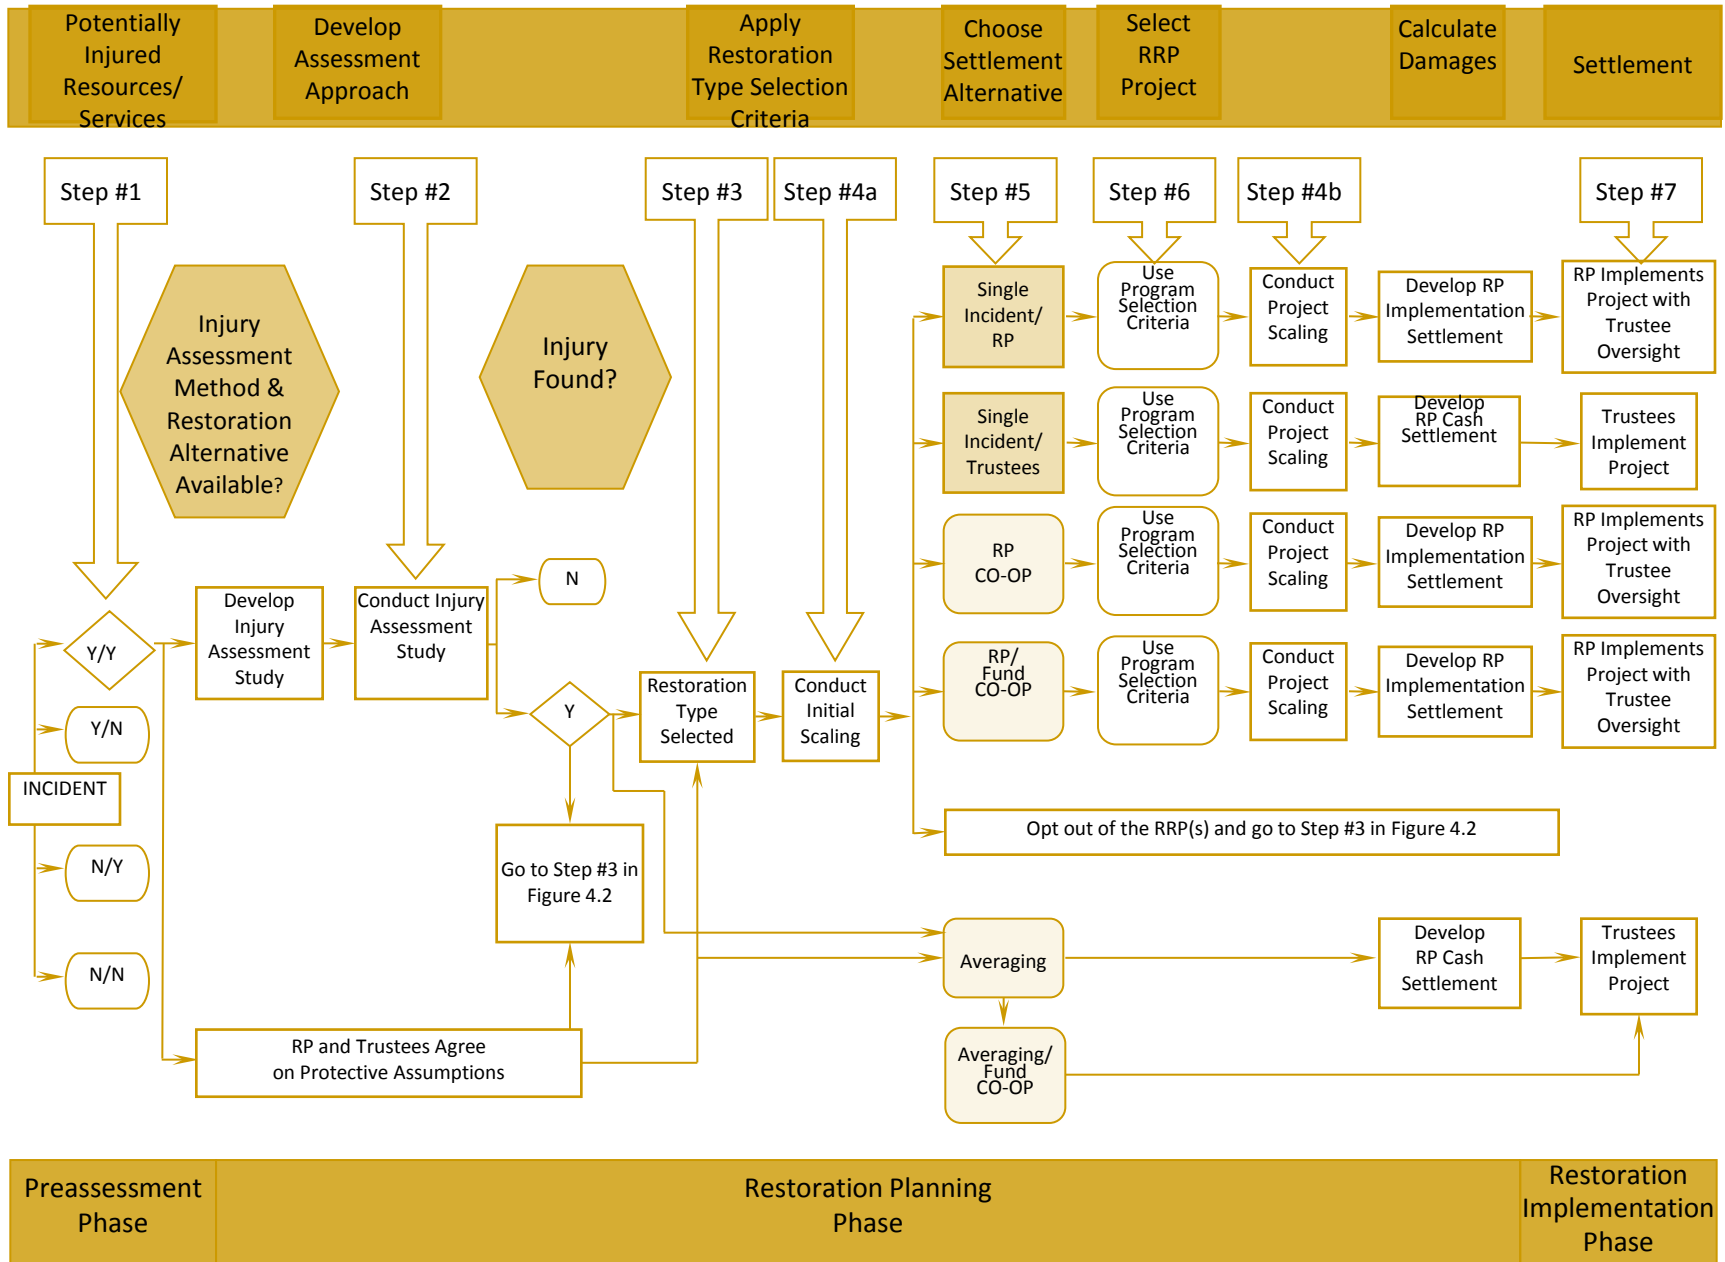 Potentially
Injured
Resources/
Services
Develop
Assessment
Approach
Apply
Restoration
Type Selection
Criteria
Choose
Settlement
Alternative
Select
RRP
Project
Calculate
Damages
Settlement
Step #1
Step #2
Step #3
Step #4a
Step #5
Step #6
Step #4b
Step #7
Injury
Assessment
Method &
Restoration
Alternative
Available?
Injury
Found?
Single
Incident/
RP
Use
Program
Selection
Criteria
Conduct
Project
Scaling
Develop RP
Implementation
Settlement
RP Implements
Project with
Trustee
Oversight
Single
Incident/
Trustees
Use
Program
Selection
Criteria
Conduct
Project
Scaling
Develop
RP Cash
Settlement
Trustees
Implement
Project
RP
CO-OP
Use
Program
Selection
Criteria
Conduct
Project
Scaling
Develop RP
Implementation
Settlement
RP Implements
Project with
Trustee
Oversight
RP/
Fund
CO-OP
Use
Program
Selection
Criteria
Conduct
Project
Scaling
Develop RP
Implementation
Settlement
RP Implements
Project with
Trustee
Oversight
N
Y/Y
Develop
Injury
Assessment
Study
Conduct Injury
Assessment
Study
Y
Restoration
Type
Selected
Conduct
Initial
Scaling
Y/N
INCIDENT
N/Y
N/N
Go to Step #3 in
Figure 4.2
Opt out of the RRP(s) and go to Step #3 in Figure 4.2
Averaging
Develop
RP Cash
Settlement
Trustees
Implement
Project
RP and Trustees Agree
on Protective Assumptions
Averaging/
Fund
CO-OP
Preassessment
Phase
Restoration Planning
Phase
Restoration
Implementation
Phase